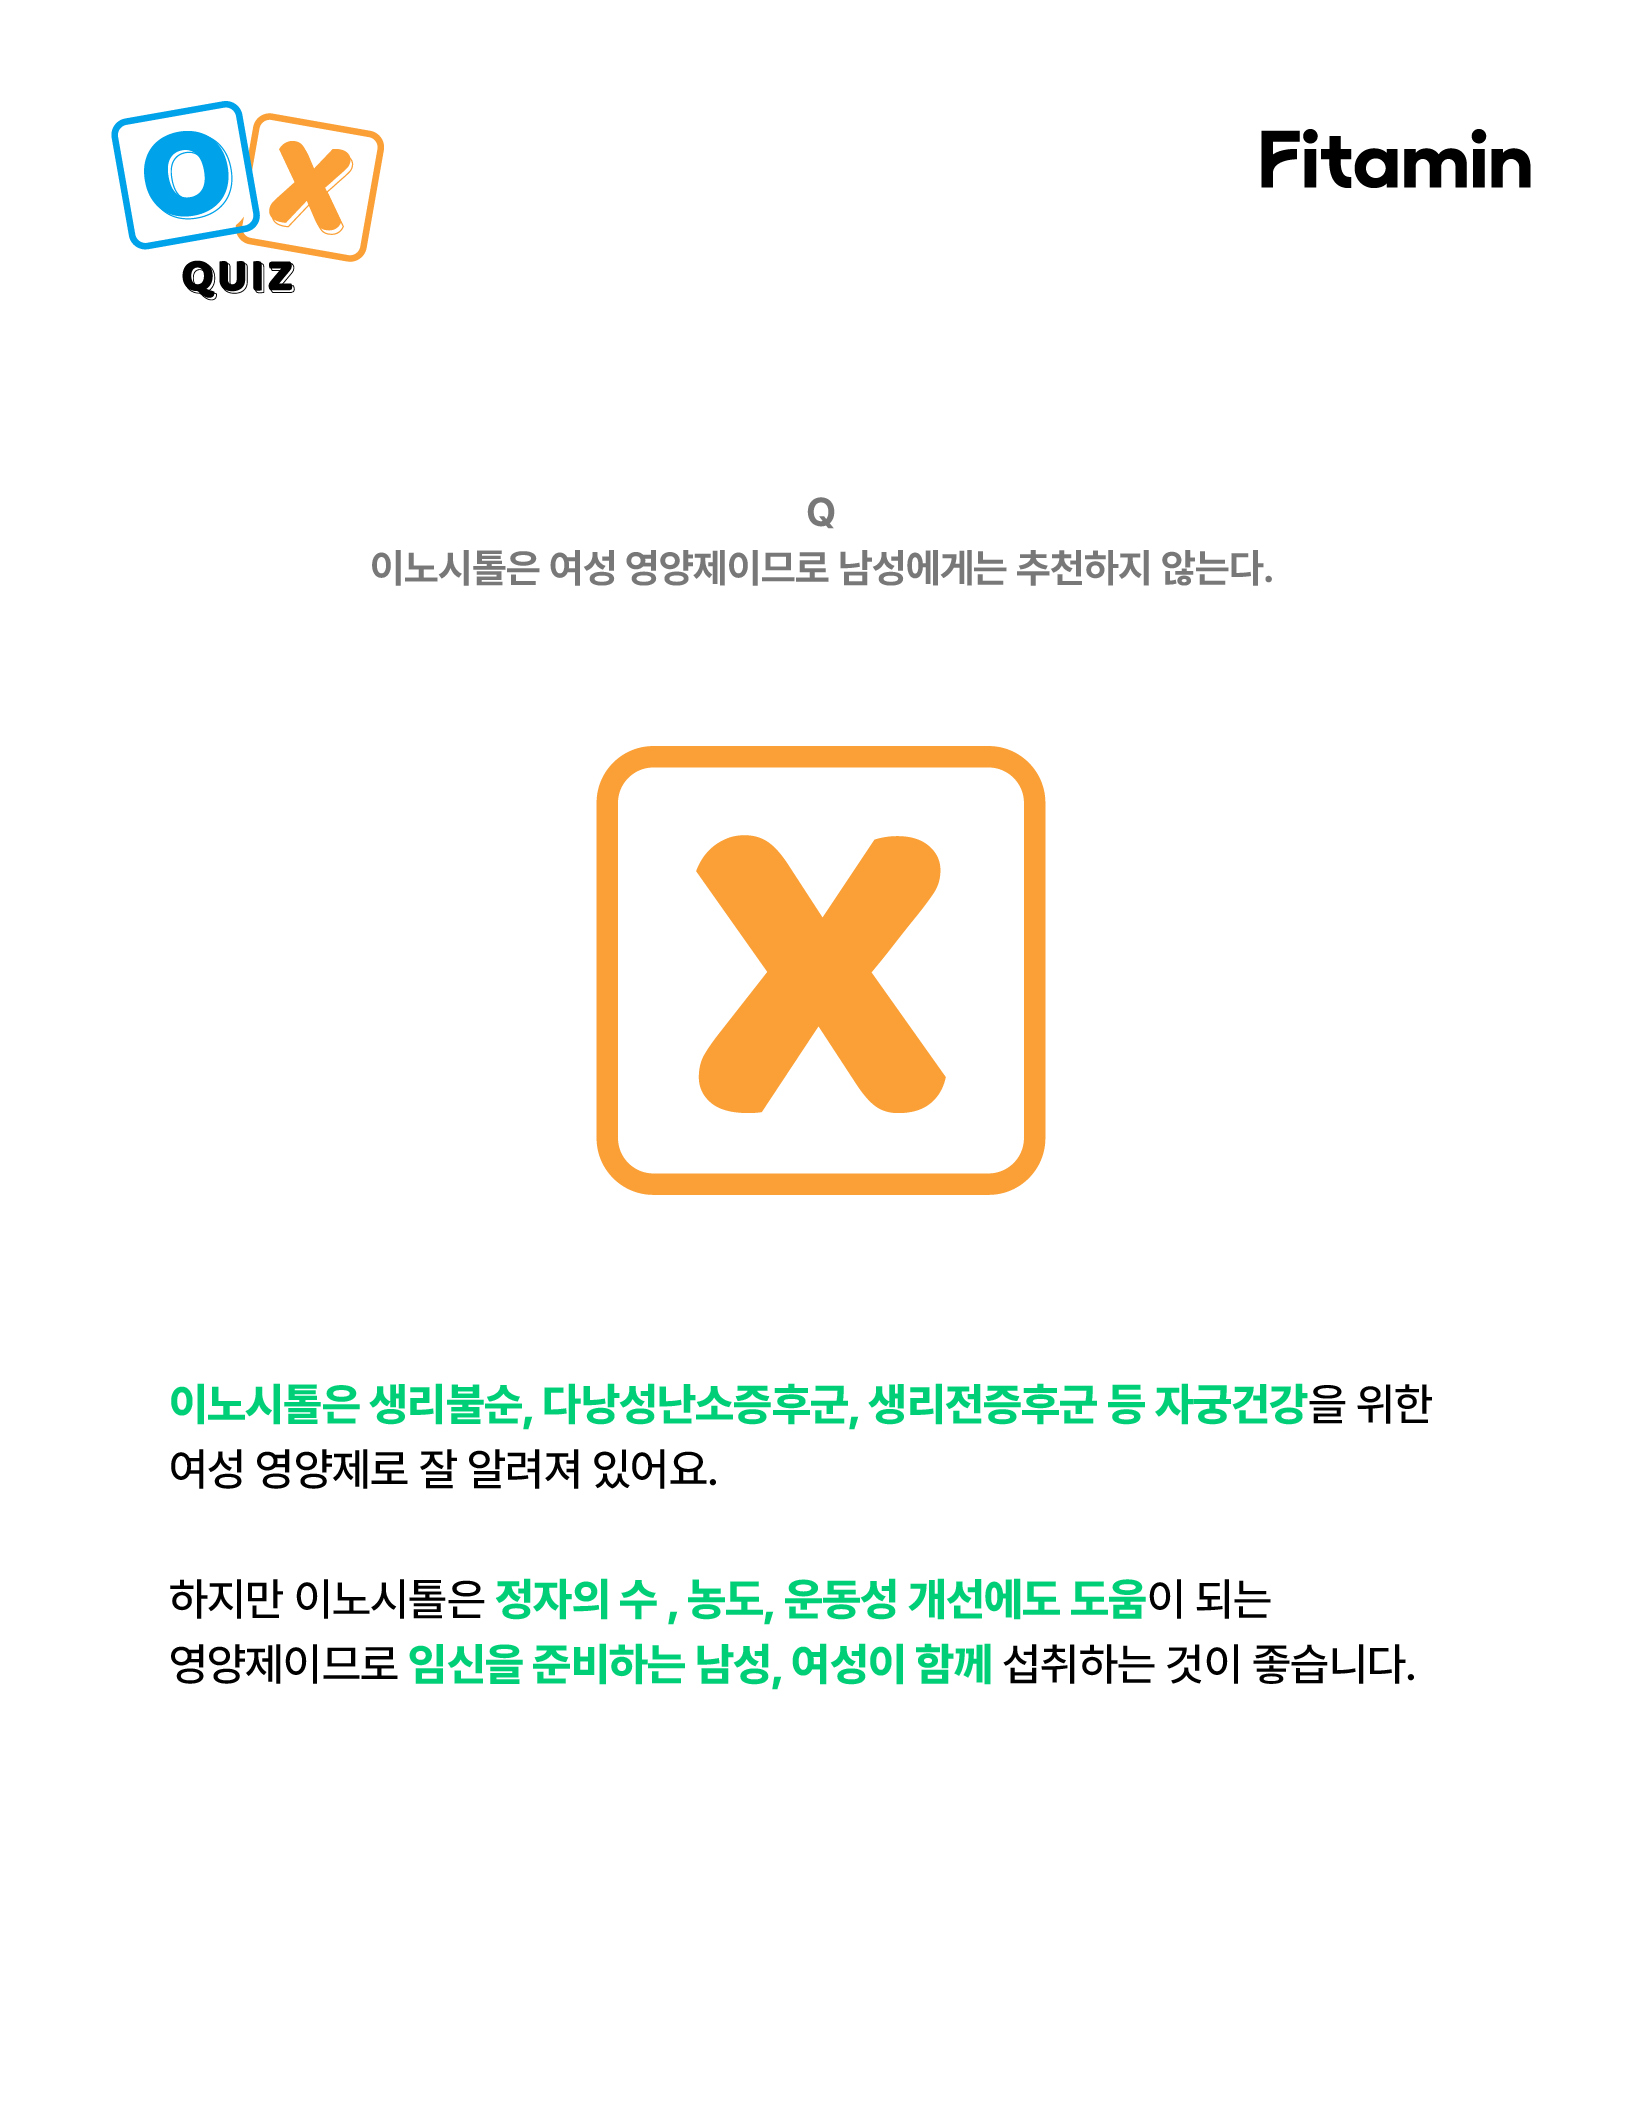 O X
QUIZ
Fitamin
Q
이노시톨은 여성 영양제이므로 남성에게는 추천하지 않는다.
X
이노시톨은 생리불순, 다낭성난소증후군, 생리전증후군 등 자궁건강을 위한
여성 영양제로 잘 알려져 있어요.
하지만 이노시톨은 정자의 수 , 농도, 운동성 개선에도 도움이 되는
영양제이므로 임신을 준비하는 남성, 여성이 함께 섭취하는 것이 좋습니다.